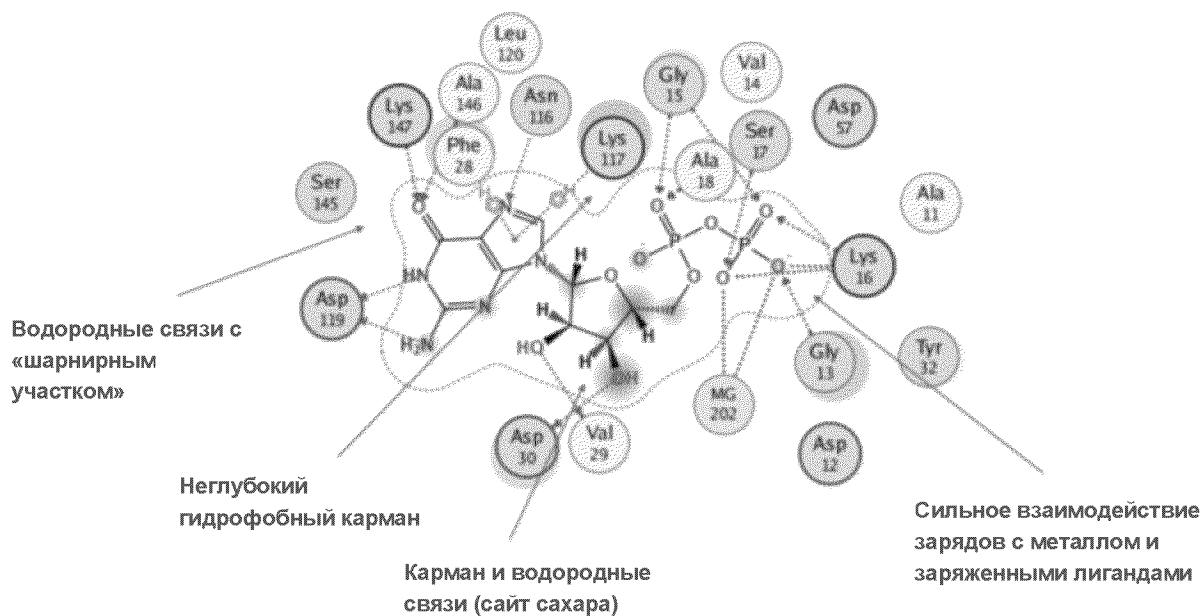 Leu
120
Val
14
Gly
15
Ala
146
Asn
116
Lys
147
Asp
57
Ser
17
Lys
117
Phe
28
Ala
18
Ser
145
Ala
11
H
H
O
O
N
O
O
P
O
P
O
O
O
O
N
H
O
HN
N
Lys
16
Asp
119
H
H₂N
HO
H
H
Водородные связи с
«шарнирным
участком»
Gly
13
Tyr
32
MG
202
Asp
30
Val
29
Asp
12
Неглубокий
гидрофобный карман
Карман и водородные
связи (сайт сахара)
Сильное взаимодействие
зарядов с металлом и
заряженными лигандами